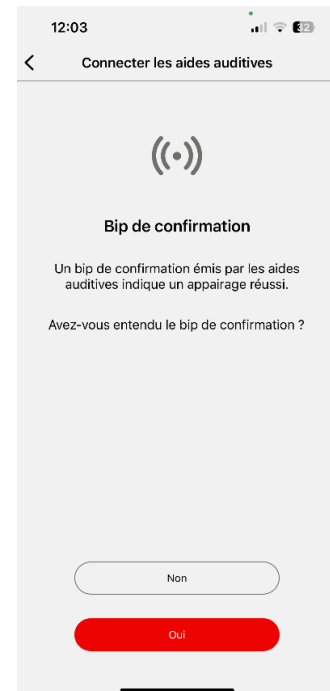 12:03
32
Connecter les aides auditives
Bip de confirmation
Un bip de confirmation émis par les aides
auditives indique un appairage réussi.
Avez-vous entendu le bip de confirmation ?
Non
Oui